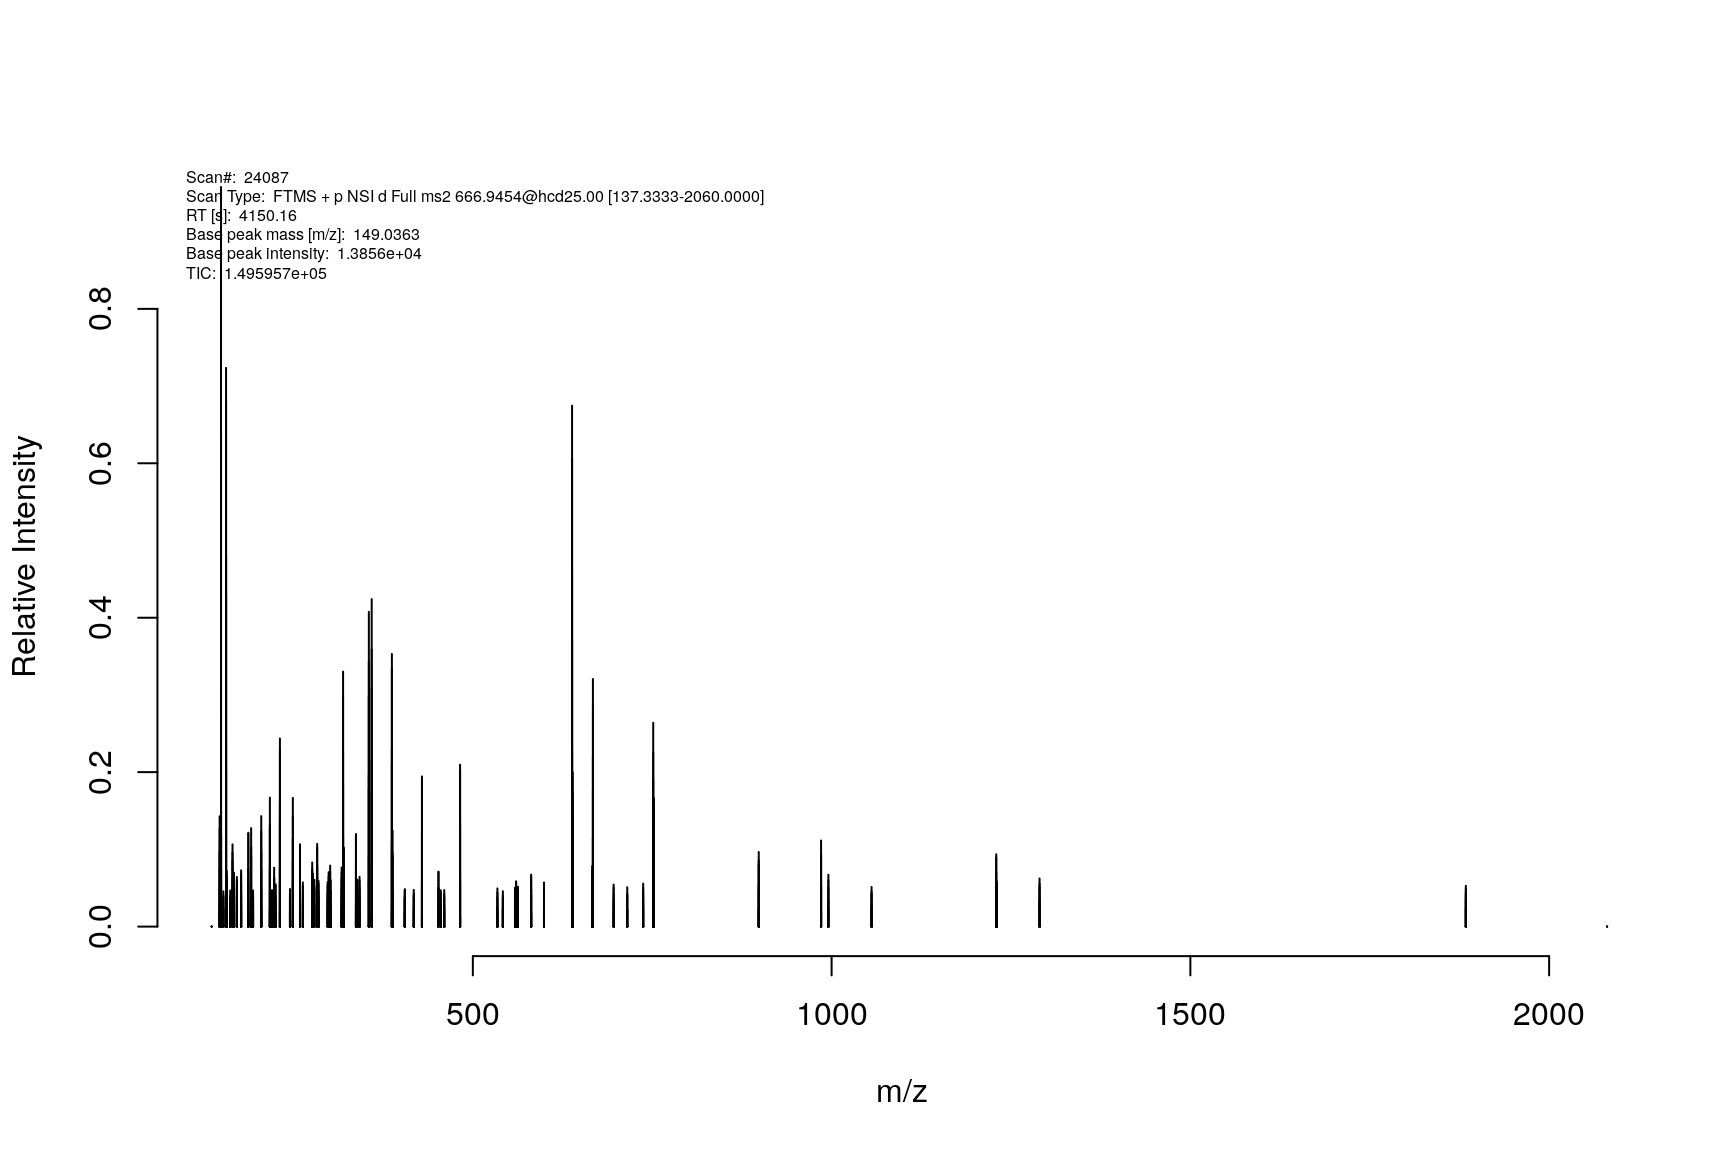 Scan#: 24087
Scan Type: FTMS + p NSI d Full ms2 666.9454@hcd25.00 [137.3333-2060.0000]
RT [s]: 4150.16
Base peak mass [m/z]: 149.0363
Base peak intensity: 1.3856e+04
TIC: 1.495957e+05
0.8
0.6
0.4
0.2
0.0
Relative Intensity
500 1000 1500 2000
m/z